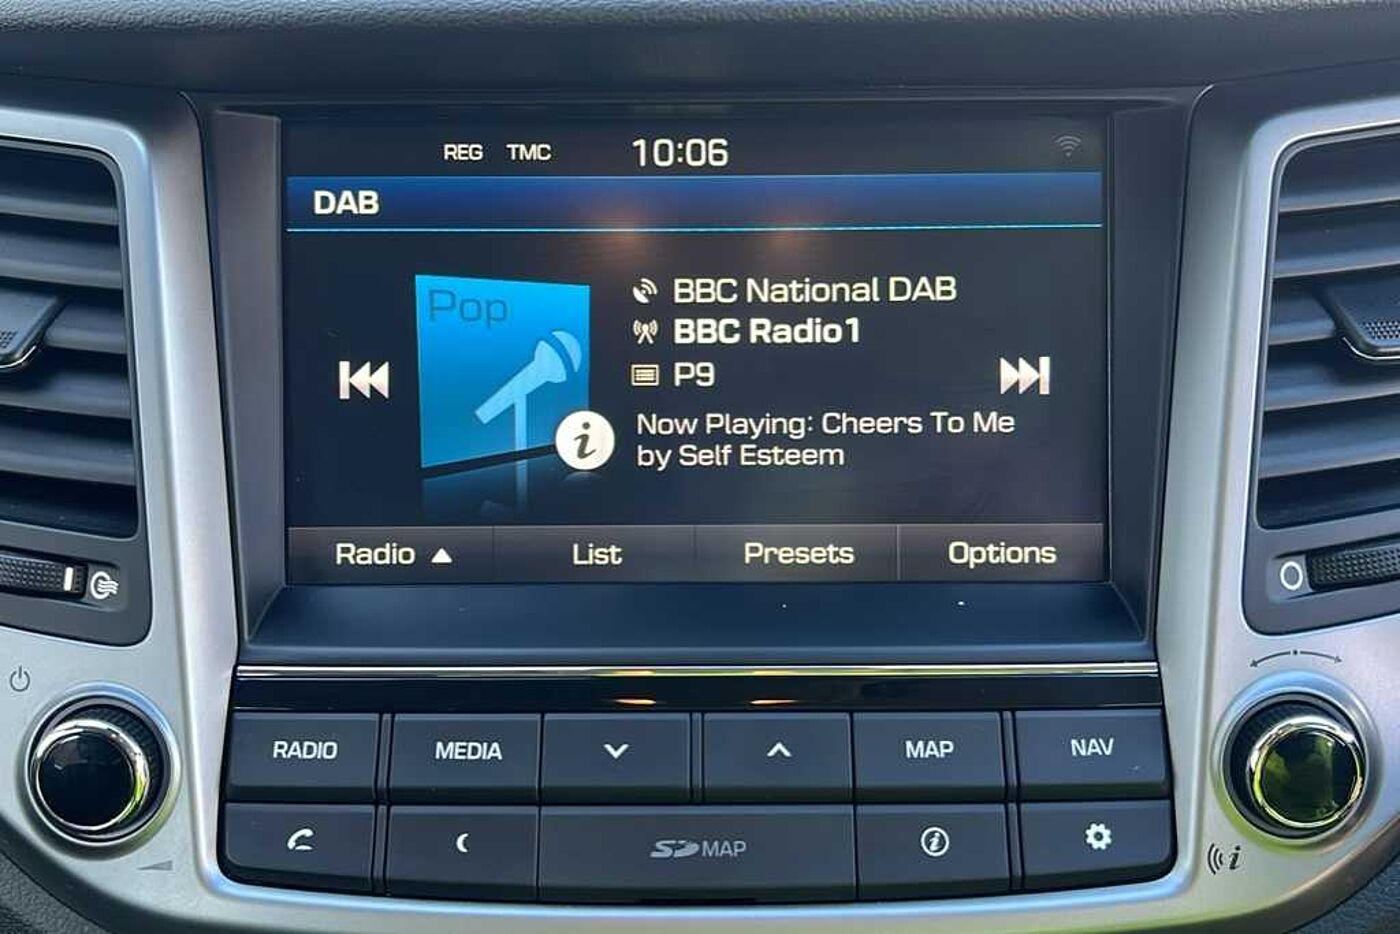 REG TMC 10:06
DAB
Pop
BBC National DAB
BBC Radio1
P9
Now Playing: Cheers To Me
by Self Esteem
i
Radio ▲ List Presets Options
RADIO MEDIA MAP NAV
SD MAP i
i